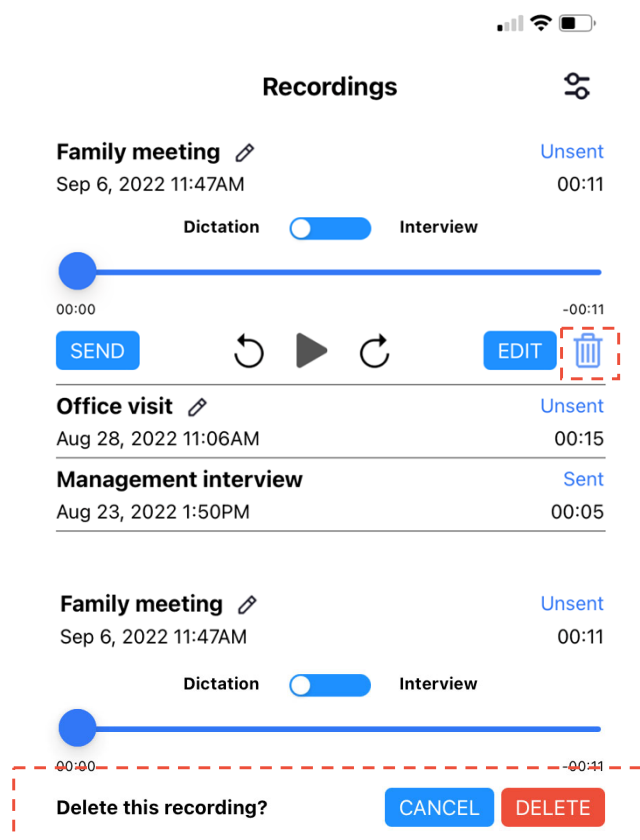 Recordings
Family meeting Unsent
Sep 6, 2022 11:47AM 00:11
Dictation Interview
00:00 -00:11
SEND EDIT
Office visit Unsent
Aug 28, 2022 11:06AM 00:15
Management interview Sent
Aug 23, 2022 1:50PM 00:05
Family meeting Unsent
Sep 6, 2022 11:47AM 00:11
Dictation Interview
00:00 -00:11
Delete this recording? CANCEL DELETE